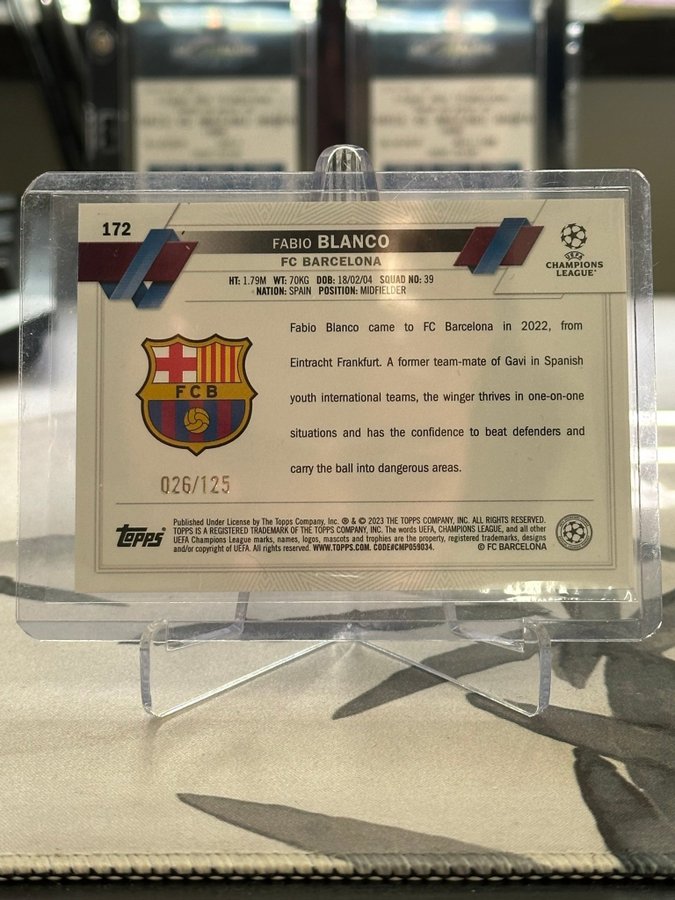 172
FABIO BLANCO
FC BARCELONA
UEFA
CHAMPIONS
LEAGUE®
HT: 1.79M WT: 70KG DOB: 18/02/04 SQUAD NO: 39
NATION: SPAIN POSITION: MIDFIELDER
Fabio Blanco came to FC Barcelona in 2022, from
Eintracht Frankfurt. A former team-mate of Gavi in Spanish
youth international teams, the winger thrives in one-on-one
situations and has the confidence to beat defenders and
carry the ball into dangerous areas.
FCB
026/125
Topps®
Published Under License by The Topps Company, Inc. ® & © 2023 THE TOPPS COMPANY, INC. ALL RIGHTS RESERVED.
TOPPS IS A REGISTERED TRADEMARK OF THE TOPPS COMPANY, INC. The words UEFA, CHAMPIONS LEAGUE, and all other
UEFA Champions League marks, names, logos, mascots and trophies are the property, registered trademarks, designs
and/or copyright of UEFA. All rights reserved. WWW.TOPPS.COM. CODE#CMP059034. © FC BARCELONA